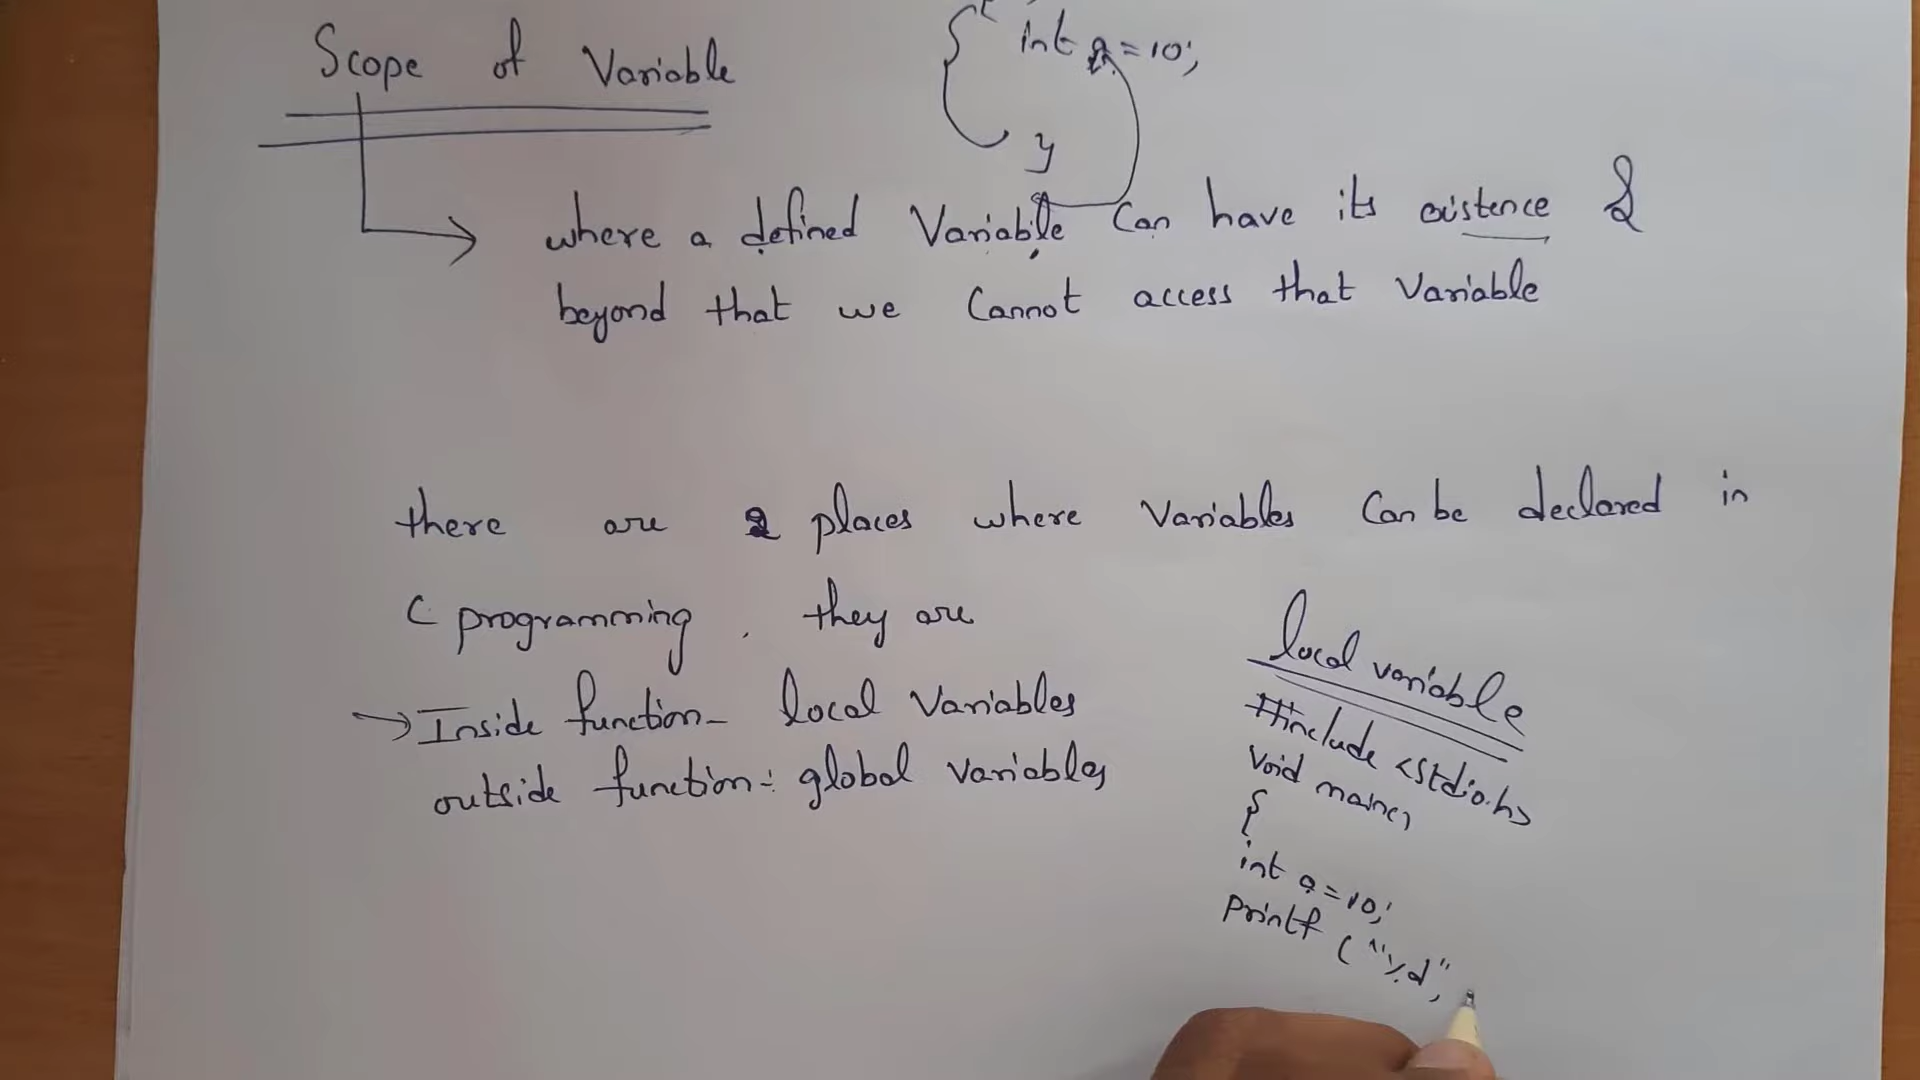 Scope of Variable
{ int a = 10;
}
where a defined Variable can have its existence &
beyond that we cannot access that Variable
there are 2 places where Variables can be declared in
C programming, they are
→ Inside function - local Variables
outside function :- global variables
local variable
#include <stdio.h>
Void main()
{
int a = 10;
Printf ("%d",